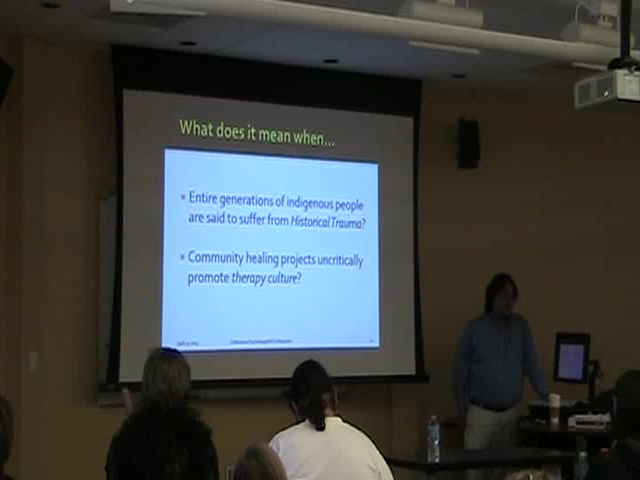 What does it mean when...
▪ Entire generations of indigenous people
are said to suffer from Historical Trauma?
▪ Community healing projects uncritically
promote therapy culture?